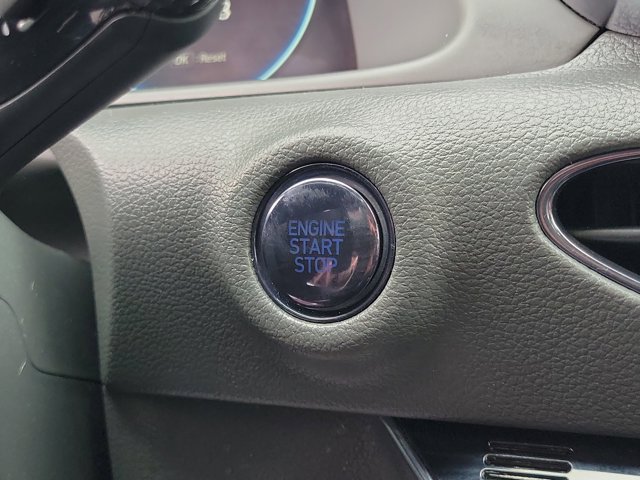 OK : Reset
ENGINE
START
STOP